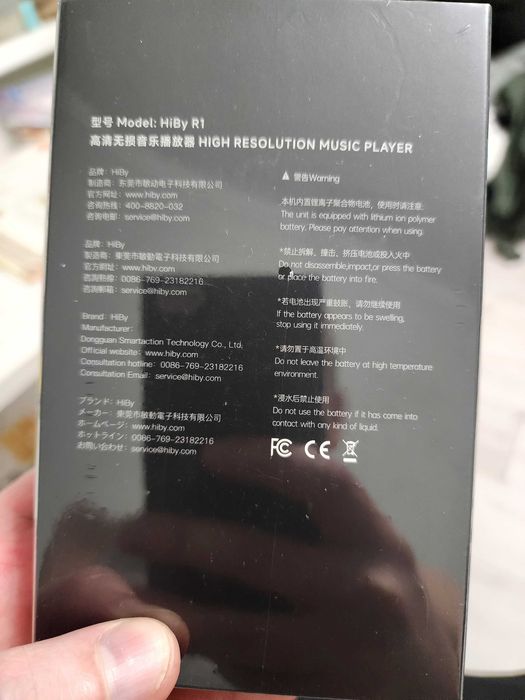 型号 Model: HiBy R1
高清无损音乐播放器 HIGH RESOLUTION MUSIC PLAYER
品牌：HiBy
制造商：东莞市敏动电子科技有限公司
官方网址：www.hiby.com
咨询热线：400-8820-032
咨询电邮：service@hiby.com
品牌：HiBy
製造商：東莞市敏動電子科技有限公司
官方網址：www.hiby.com
咨詢熱線：0086-769-23182216
咨詢郵箱：service@hiby.com
Brand：HiBy
Manufacturer:
Dongguan Smartaction Technology Co., Ltd.
Official website：www.hiby.com
Consultation hotline：0086-769-23182216
Consultation Email：service@hiby.com
ブランド：HiBy
メーカー：東莞市敏動電子科技有限公司
ホームページ：www.hiby.com
ホットライン：0086-769-23182216
お問い合わせ：service@hiby.com
警告Warning
本机内置锂离子聚合物电池，使用时请注意:
The unit is equipped with lithium ion polymer
battery. Please pay attention when using.
*禁止拆解、撞击、挤压电池或投入火中
Do not disassemble,impact,or press the battery
or place the battery into fire.
*若电池出现严重鼓胀，请勿继续使用
If the battery appears to be swelling,
stop using it immediately.
*请勿置于高温环境中
Do not leave the battery at high temperature
environment.
*浸水后禁止使用
Do not use the battery if it has come into
contact with any kind of liquid.
FC CE